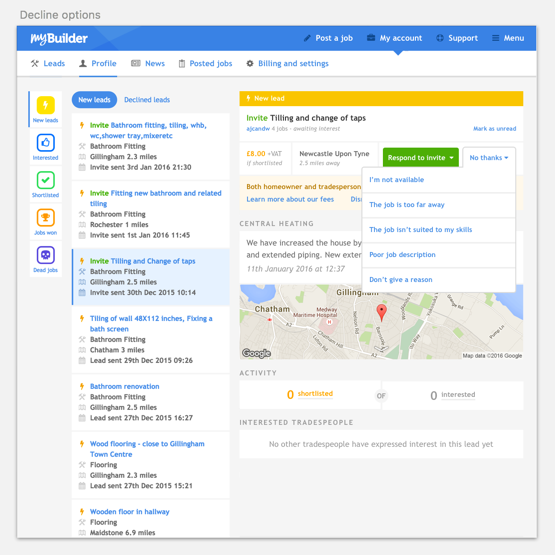 Decline options
myBuilder
Post a job
My account
Support
Menu
Leads
Profile
News
Posted jobs
Billing and settings
New leads
Interested
Shortlisted
Jobs won
Dead jobs
New leads
Declined leads
Invite Bathroom fitting, tiling, whb,
wc,shower tray,mixeretc
Bathroom Fitting
Gillingham 2.3 miles
Invite sent 3rd Jan 2016 21:30
Invite Fitting new bathroom and related
tiling
Bathroom Fitting
Rochester 1 miles
Invite sent 1st Jan 2016 11:45
Invite Tiling and Change of taps
Bathroom Fitting
Gillingham 2.5 miles
Invite sent 30th Dec 2015 10:14
Tiling of wall 48X112 inches, Fixing a
bath screen
Bathroom Fitting
Chatham 3 miles
Lead sent 29th Dec 2015 09:26
Bathroom renovation
Bathroom Fitting
Gillingham 2.5 miles
Lead sent 27th Dec 2015 16:27
Wood flooring - close to Gillingham
Town Centre
Flooring
Gillingham 2.3 miles
Lead sent 27th Dec 2015 15:21
Wooden floor in hallway
Flooring
Maidstone 6.9 miles
New lead
Invite Tiling and change of taps
ajcandw 4 jobs - awaiting interest
Mark as unread
£8.00 +VAT
if shortlisted
Newcastle Upon Tyne
2.5 miles away
Respond to invite
No thanks
I'm not available
The job is too far away
The job isn't suited to my skills
Poor job description
Don't give a reason
Both homeowner and tradesperson
Learn more about our fees
CENTRAL HEATING
We have increased the house by
and extended piping. New exter
11th January 2016 at 12:37
Gillingham
Chatham
Medway
Maritime Hospital
Google
Map data ©2016 Google
ACTIVITY
0 shortlisted
OF
0 Interested
INTERESTED TRADESPEOPLE
No other tradespeople have expressed interest in this lead yet